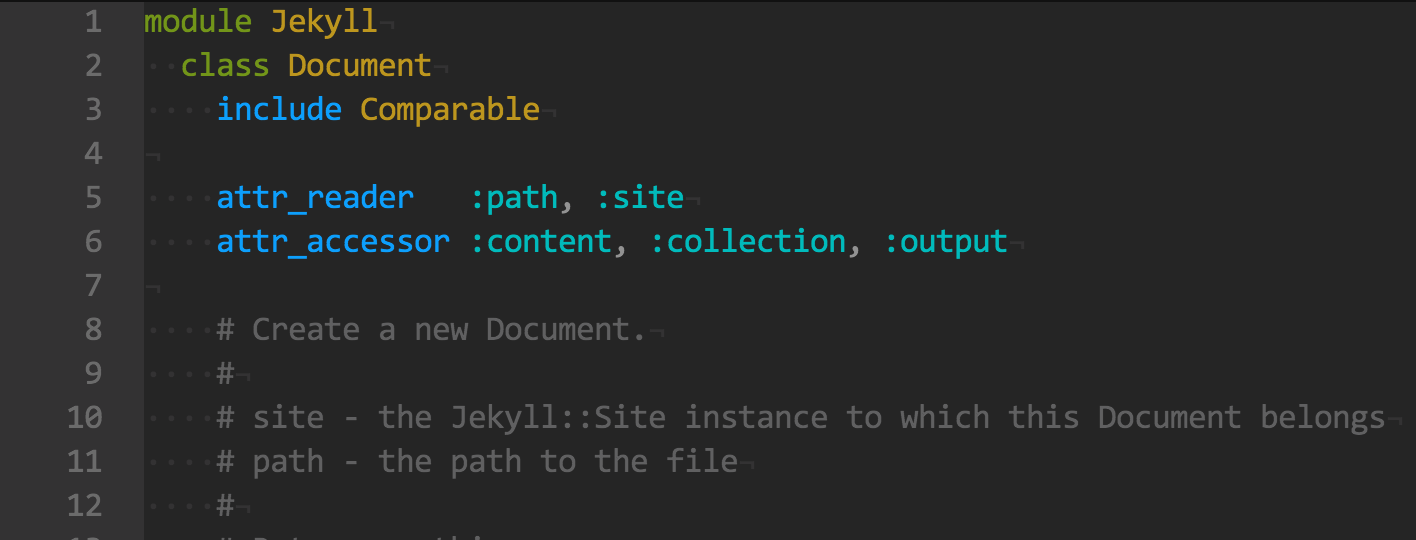 1 module Jekyll¬
2 ··class Document¬
3 ····include Comparable¬
4 ¬
5 ····attr_reader   :path, :site¬
6 ····attr_accessor :content, :collection, :output¬
7 ¬
8 ····# Create a new Document.¬
9 ····#¬
10 ····# site - the Jekyll::Site instance to which this Document belongs¬
11 ····# path - the path to the file¬
12 ····#¬